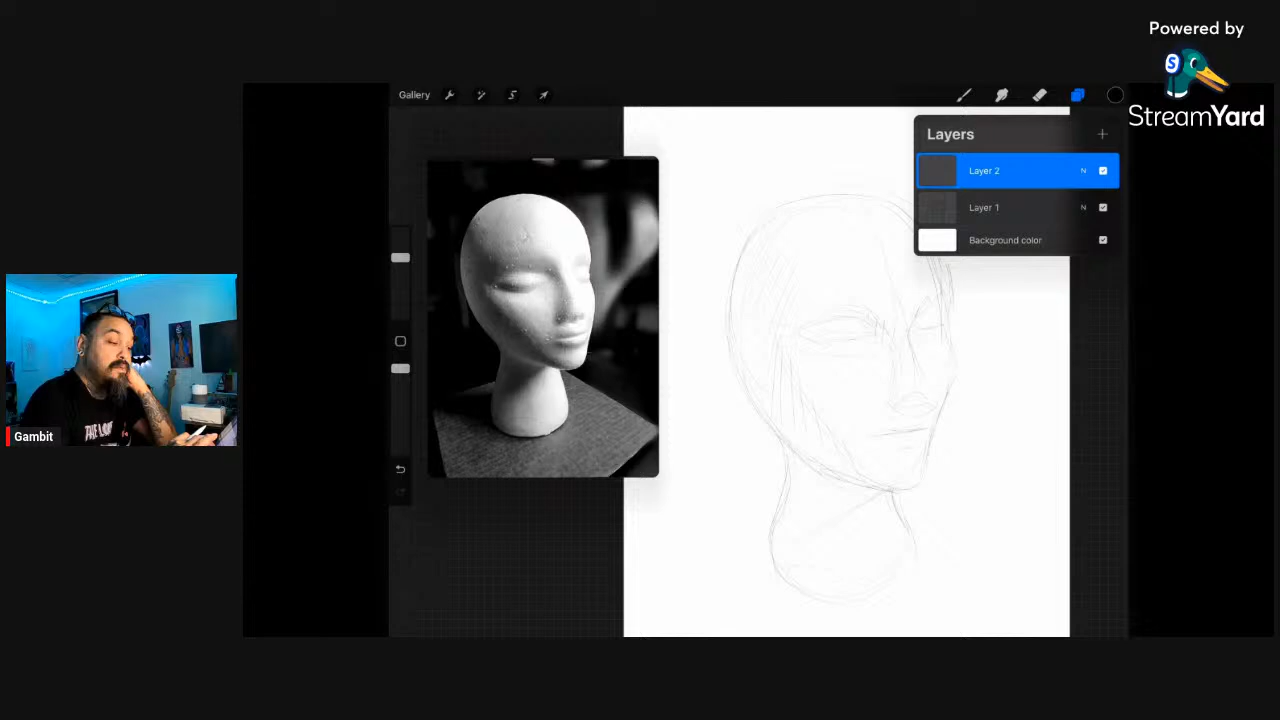 Powered by
StreamYard
Gallery
Layers
Layer 2
N
Layer 1
N
Background color
Gambit